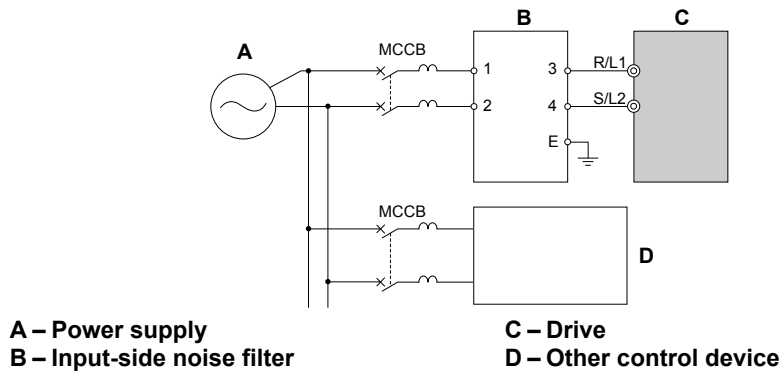 B
C
A
MCCB
1
3
R/L1
2
4
S/L2
E
MCCB
D
A – Power supply
B – Input-side noise filter
C – Drive
D – Other control device